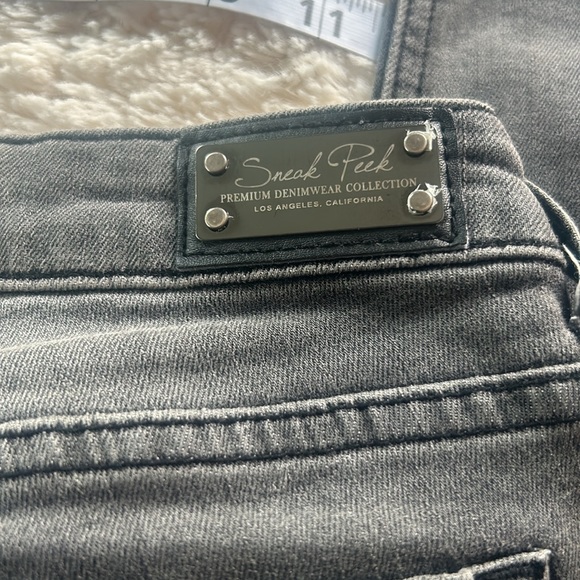 11
Sneak Peek
PREMIUM DENIMWEAR COLLECTION
LOS ANGELES, CALIFORNIA